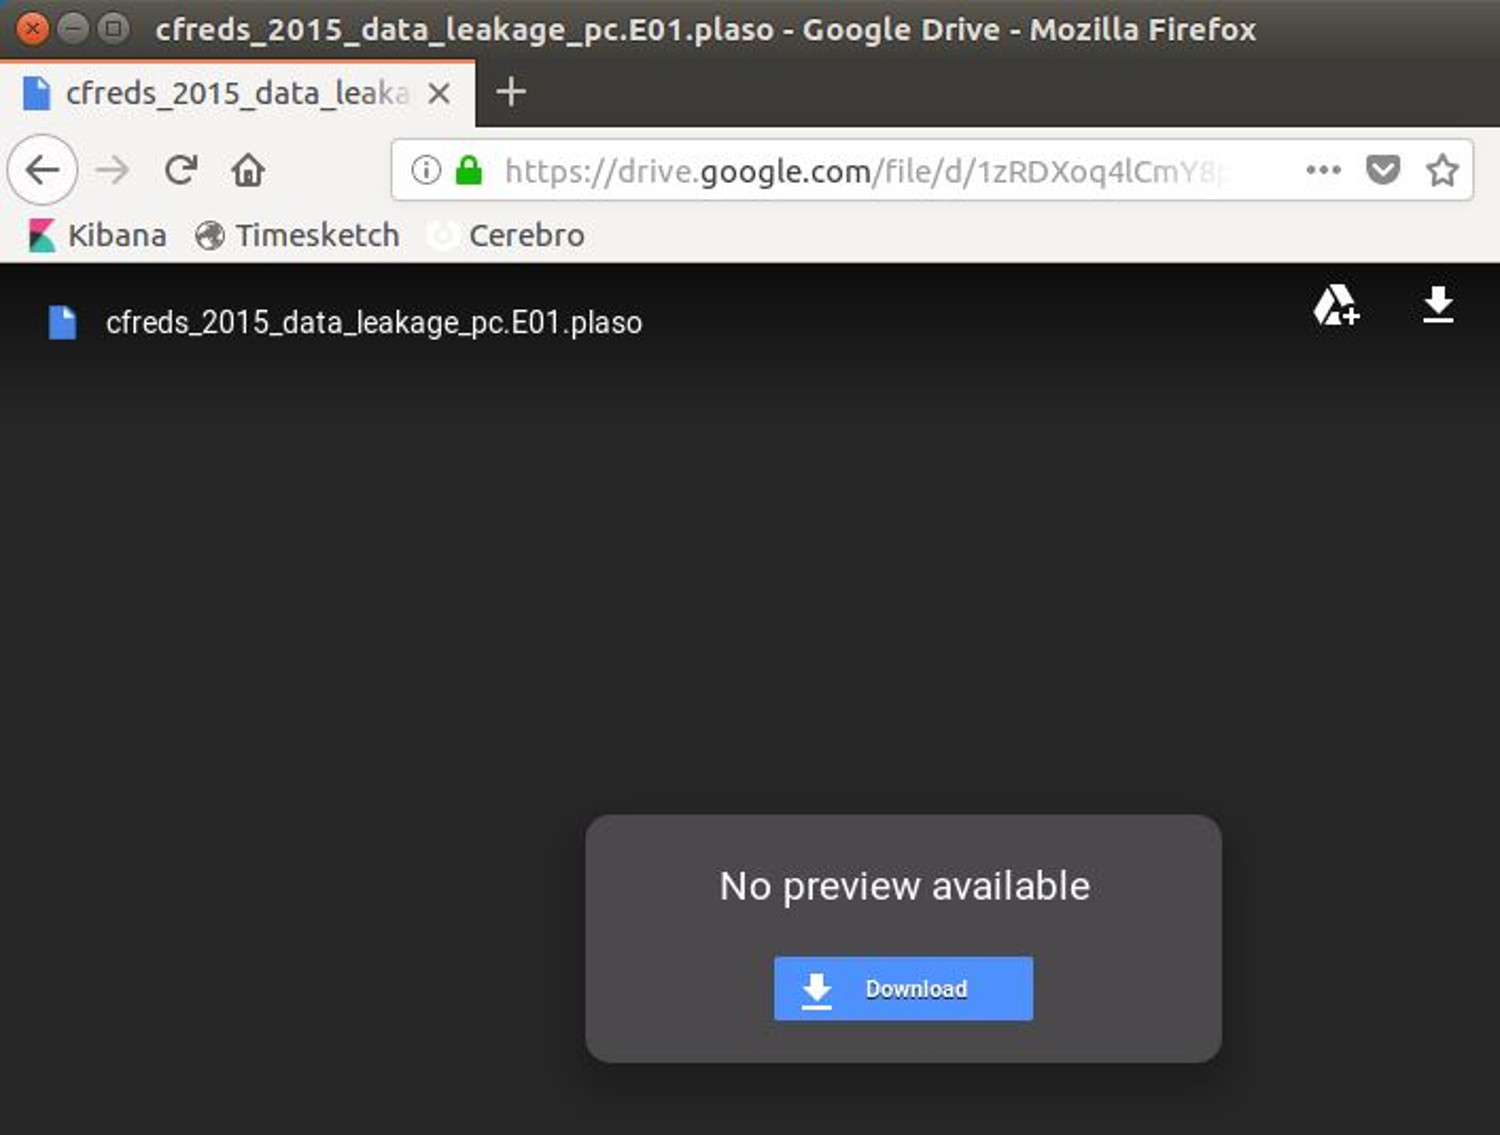 cfreds_2015_data_leakage_pc.E01.plaso - Google Drive - Mozilla Firefox
cfreds_2015_data_leaka
https://drive.google.com/file/d/1zRDXoq4lCmY8
Kibana Timesketch Cerebro
cfreds_2015_data_leakage_pc.E01.plaso
No preview available
Download